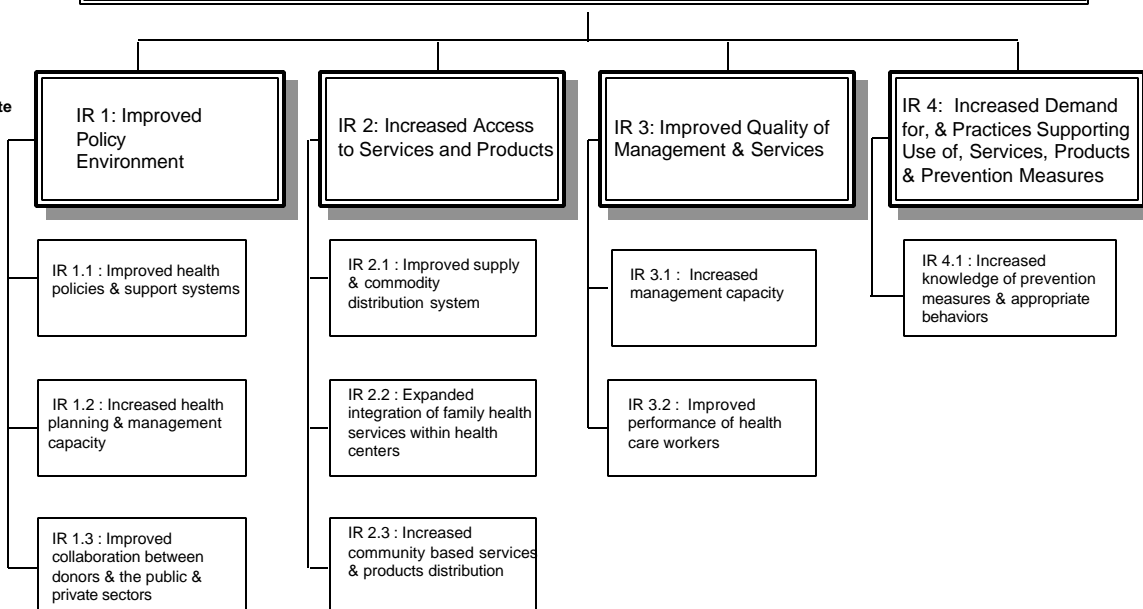 IR 1: Improved
Policy
Environment
IR 2: Increased Access
to Services and Products
IR 3: Improved Quality of
Management & Services
IR 4:  Increased Demand
for, & Practices Supporting
Use of, Services, Products
& Prevention Measures
IR 1.1 : Improved health
policies & support systems
IR 1.2 : Increased health
planning & management
capacity
IR 1.3 : Improved
collaboration between
donors & the public &
private sectors
IR 2.1 : Improved supply
& commodity
distribution system
IR 2.2 : Expanded
integration of family health
services within health
centers
IR 2.3 : Increased
community based services
& products distribution
IR 3.1 :  Increased
management capacity
IR 3.2 :  Improved
performance of health
care workers
IR 4.1 : Increased
knowledge of prevention
measures & appropriate
behaviors